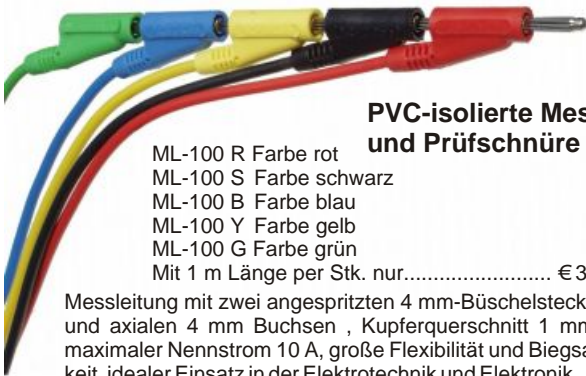 PVC-isolierte Mes
und Prüfschnüre
ML-100 R Farbe rot
ML-100 S Farbe schwarz
ML-100 B Farbe blau
ML-100 Y Farbe gelb
ML-100 G Farbe grün
Mit 1 m Länge per Stk. nur........................ € 3
Messleitung mit zwei angespritzten 4 mm-Büschelsteck
und axialen 4 mm Buchsen , Kupferquerschnitt 1 mm
maximaler Nennstrom 10 A, große Flexibilität und Biegsa
keit, idealer Einsatz in der Elektrotechnik und Elektronik